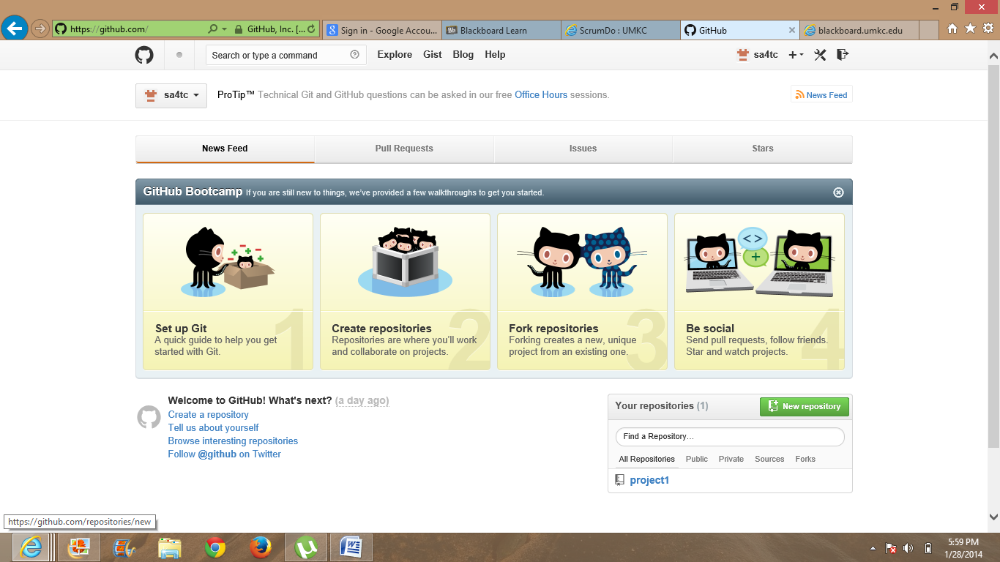 https://github.com/
GitHub, Inc. [...
Sign in - Google Accou...
Bb Blackboard Learn
ScrumDo : UMKC
GitHub
blackboard.umkc.edu
Search or type a command
Explore Gist Blog Help
sa4tc
sa4tc
ProTip™ Technical Git and GitHub questions can be asked in our free Office Hours sessions.
News Feed
News Feed
Pull Requests
Issues
Stars
GitHub Bootcamp If you are still new to things, we've provided a few walkthroughs to get you started.
1
Set up Git
A quick guide to help you get
started with Git.
2
Create repositories
Repositories are where you'll work
and collaborate on projects.
3
Fork repositories
Forking creates a new, unique
project from an existing one.
4
Be social
Send pull requests, follow friends.
Star and watch projects.
Welcome to GitHub! What's next? (a day ago)
Create a repository
Tell us about yourself
Browse interesting repositories
Follow @github on Twitter
Your repositories (1)
New repository
Find a Repository...
All Repositories Public Private Sources Forks
project1
https://github.com/repositories/new
5:59 PM
1/28/2014